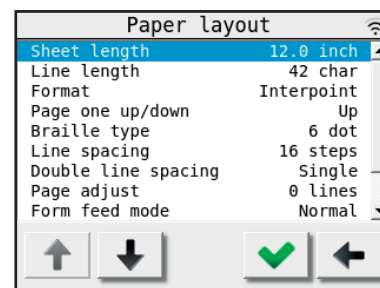 Paper layout
Sheet length 12.0 inch
Line length 42 char
Format Interpoint
Page one up/down Up
Braille type 6 dot
Line spacing 16 steps
Double line spacing Single
Page adjust 0 lines
Form feed mode Normal